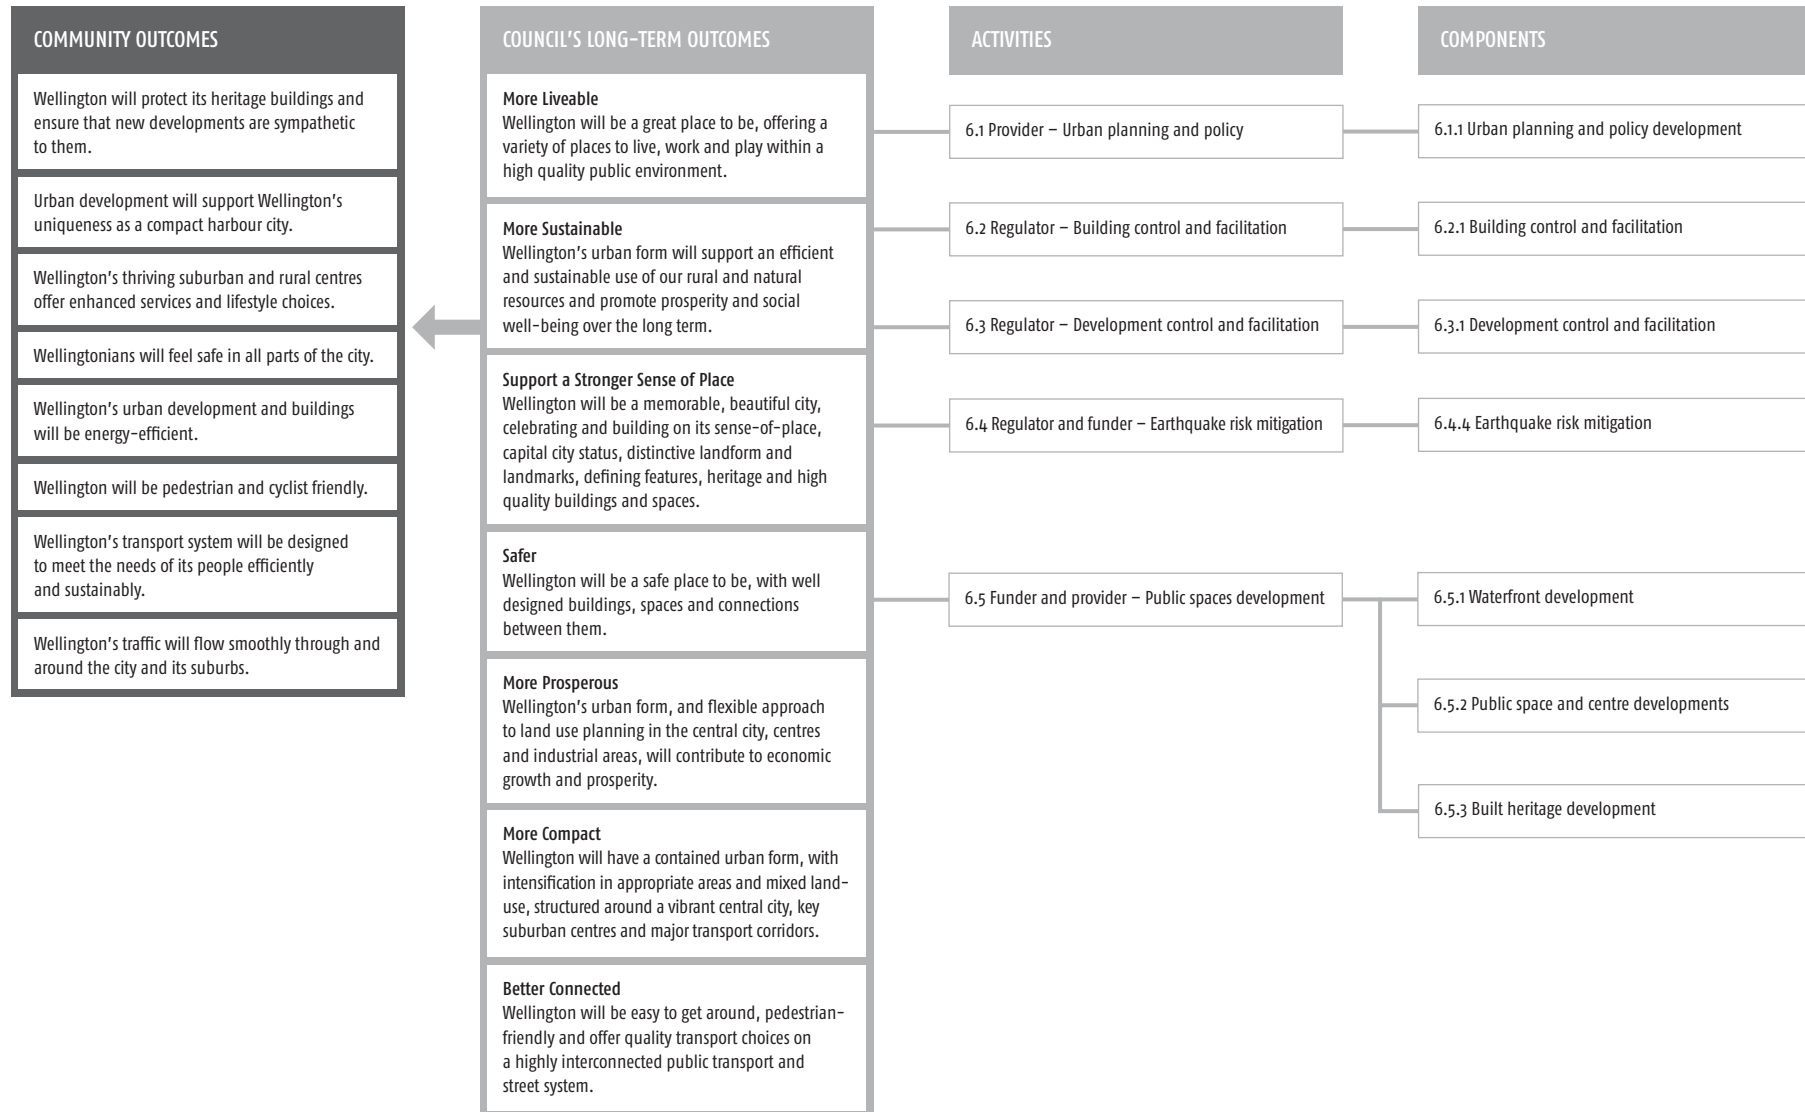 COMMUNITY OUTCOMES
Wellington will protect its heritage buildings and
ensure that new developments are sympathetic
to them.
Urban development will support Wellington's
uniqueness as a compact harbour city.
Wellington's thriving suburban and rural centres
offer enhanced services and lifestyle choices.
Wellingtonians will feel safe in all parts of the city.
Wellington's urban development and buildings
will be energy-efficient.
Wellington will be pedestrian and cyclist friendly.
Wellington's transport system will be designed
to meet the needs of its people efficiently
and sustainably.
Wellington's traffic will flow smoothly through and
around the city and its suburbs.
COUNCIL'S LONG-TERM OUTCOMES
More Liveable
Wellington will be a great place to be, offering a
variety of places to live, work and play within a
high quality public environment.
More Sustainable
Wellington's urban form will support an efficient
and sustainable use of our rural and natural
resources and promote prosperity and social
well-being over the long term.
Support a Stronger Sense of Place
Wellington will be a memorable, beautiful city,
celebrating and building on its sense-of-place,
capital city status, distinctive landform and
landmarks, defining features, heritage and high
quality buildings and spaces.
Safer
Wellington will be a safe place to be, with well
designed buildings, spaces and connections
between them.
More Prosperous
Wellington's urban form, and flexible approach
to land use planning in the central city, centres
and industrial areas, will contribute to economic
growth and prosperity.
More Compact
Wellington will have a contained urban form, with
intensification in appropriate areas and mixed land-
use, structured around a vibrant central city, key
suburban centres and major transport corridors.
Better Connected
Wellington will be easy to get around, pedestrian-
friendly and offer quality transport choices on
a highly interconnected public transport and
street system.
ACTIVITIES
6.1 Provider – Urban planning and policy
6.2 Regulator – Building control and facilitation
6.3 Regulator – Development control and facilitation
6.4 Regulator and funder – Earthquake risk mitigation
6.5 Funder and provider – Public spaces development
COMPONENTS
6.1.1 Urban planning and policy development
6.2.1 Building control and facilitation
6.3.1 Development control and facilitation
6.4.4 Earthquake risk mitigation
6.5.1 Waterfront development
6.5.2 Public space and centre developments
6.5.3 Built heritage development